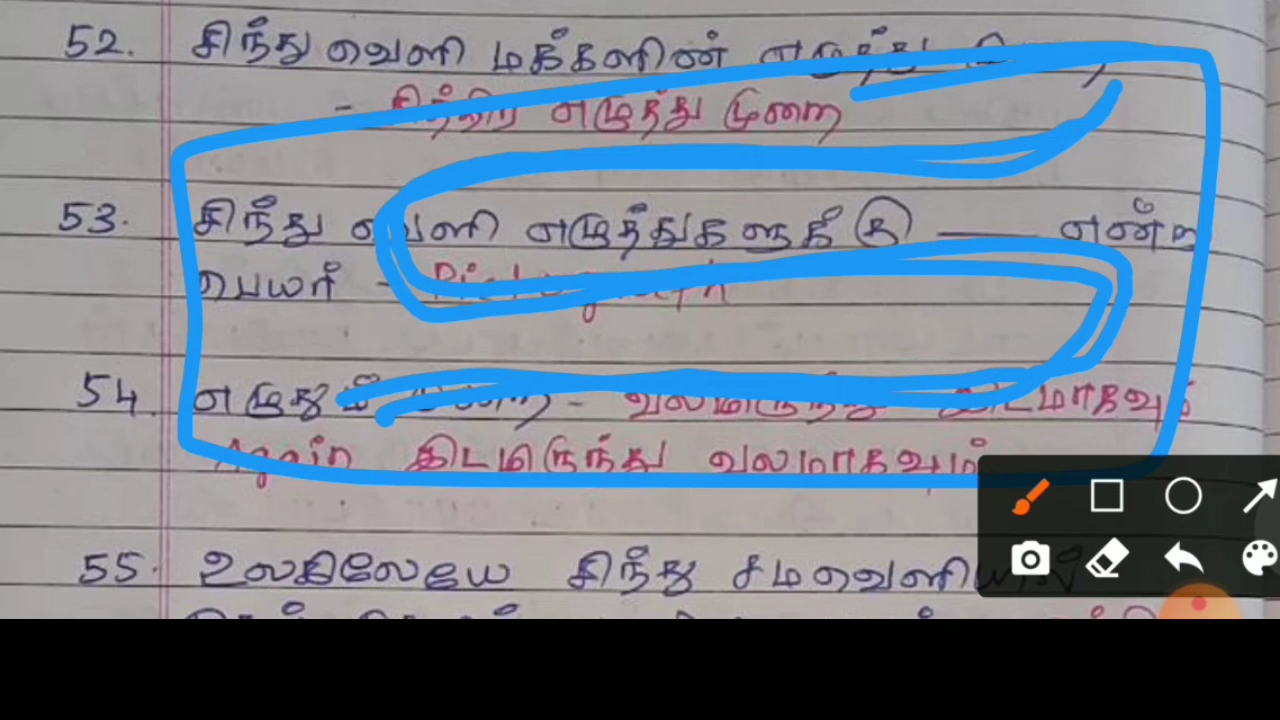 52. சிந்து வெளி மக்களின் எழுத்து
- சித்திர எழுத்து முறை
53. சிந்து வெளி எழுத்துகளுக்கு —— என்ற
பெயர் -
54. எழுதும் முறை - வலமிருந்து இடமாகவும்
இடமிருந்து வலமாகவும்
55. உலகிலேயே சிந்து சமவெளியில்